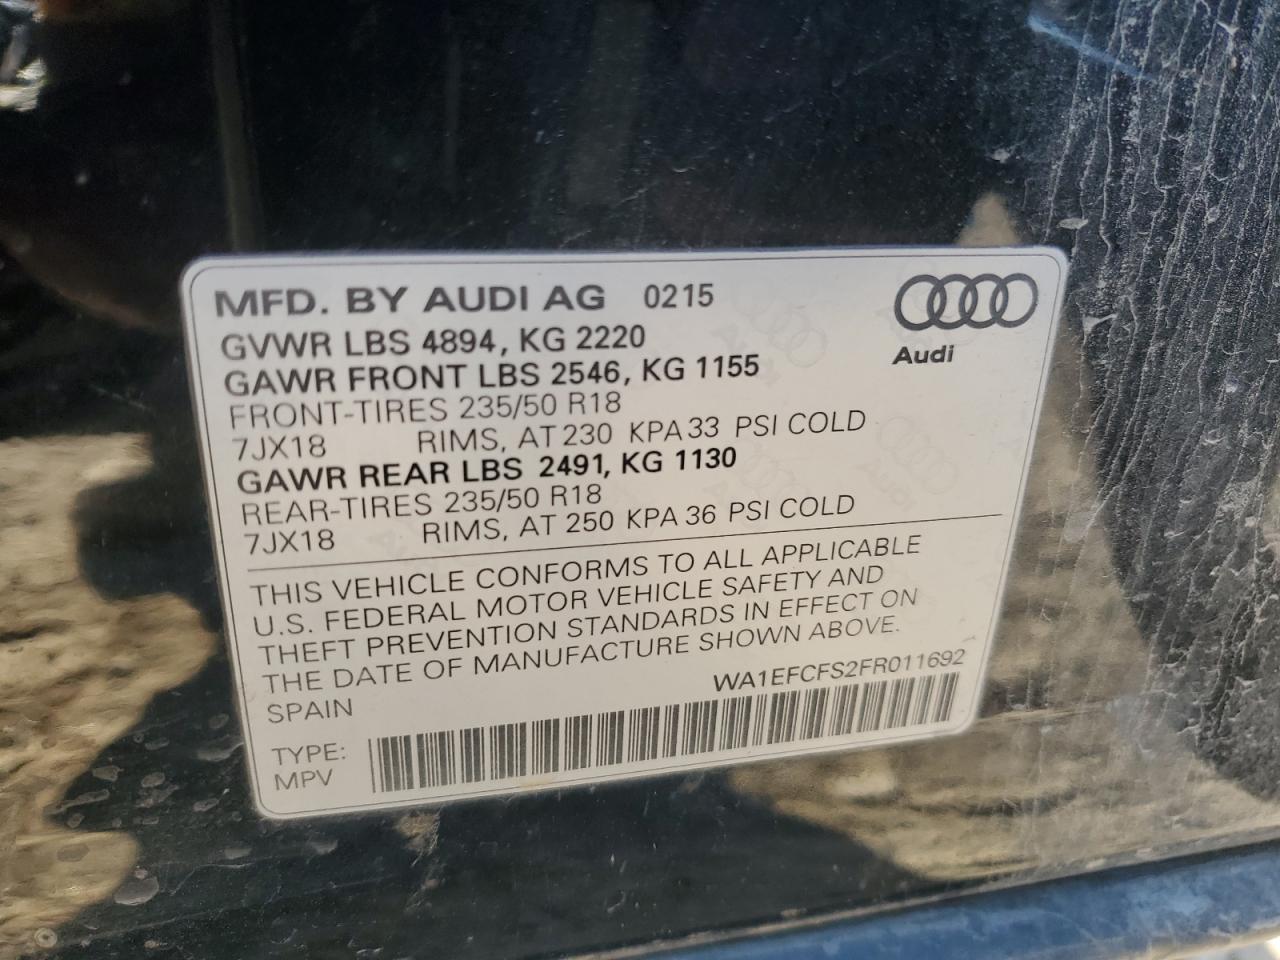 MFD. BY AUDI AG 0215
Audi
GVWR LBS 4894, KG 2220
GAWR FRONT LBS 2546, KG 1155
FRONT-TIRES 235/50 R18
7JX18 RIMS, AT 230 KPA 33 PSI COLD
GAWR REAR LBS 2491, KG 1130
REAR-TIRES 235/50 R18
7JX18 RIMS, AT 250 KPA 36 PSI COLD
THIS VEHICLE CONFORMS TO ALL APPLICABLE
U.S. FEDERAL MOTOR VEHICLE SAFETY AND
THEFT PREVENTION STANDARDS IN EFFECT ON
THE DATE OF MANUFACTURE SHOWN ABOVE.
SPAIN WA1EFCFS2FR011692
TYPE:
MPV